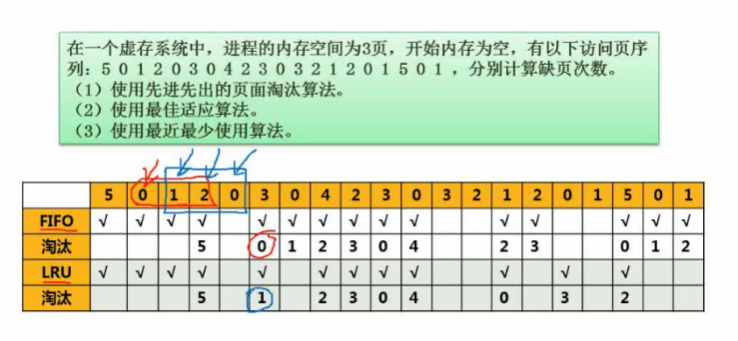 在一个虚存系统中，进程的内存空间为3页，开始内存为空，有以下访问页序
列：5 0 1 2 0 3 0 4 2 3 0 3 2 1 2 0 1 5 0 1 ，分别计算缺页次数。
（1）使用先进先出的页面淘汰算法。
（2）使用最佳适应算法。
（3）使用最近最少使用算法。
5 0 1 2 0 3 0 4 2 3 0 3 2 1 2 0 1 5 0 1
FIFO √ √ √ √ √ √ √ √ √ √ √ √ √ √ √
淘汰 5 0 1 2 3 0 4 2 3 0 1 2
LRU √ √ √ √ √ √ √ √ √ √ √ √
淘汰 5 1 2 3 0 4 0 3 2